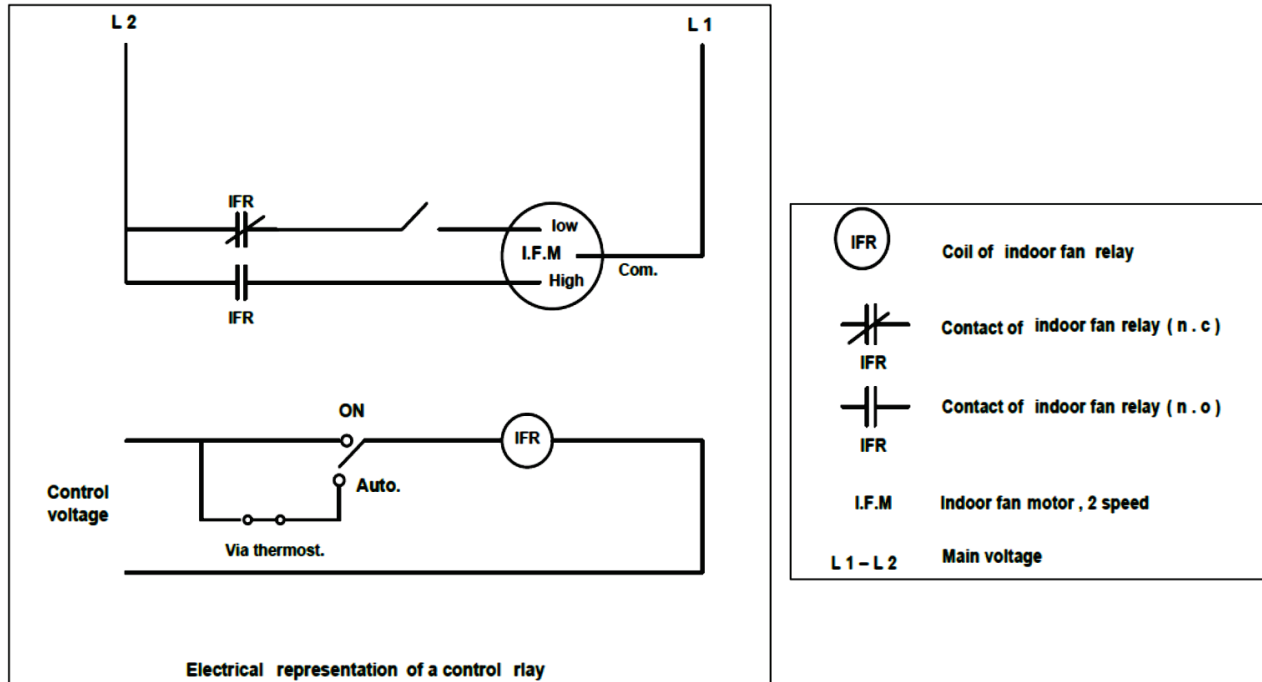 L 2
L 1
IFR
low
I.F.M
Com.
High
IFR
ON
IFR
Auto.
Control
voltage
Via thermost.
Electrical representation of a control rlay
IFR
Coil of indoor fan relay
Contact of indoor fan relay ( n . c )
IFR
Contact of indoor fan relay ( n . o )
IFR
I.F.M Indoor fan motor , 2 speed
L 1 – L 2 Main voltage